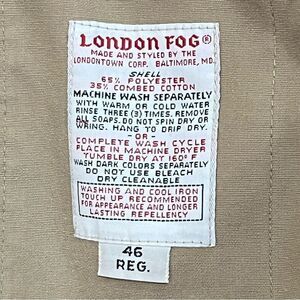 LONDON FOG®
MADE AND STYLED BY THE
LONDONTOWN CORP. BALTIMORE, MD.
SHELL
65% POLYESTER
35% COMBED COTTON
MACHINE WASH SEPARATELY
WITH WARM OR COLD WATER
RINSE THREE (3) TIMES. REMOVE
ALL SOAPS. DO NOT SPIN DRY OR
WRING. HANG TO DRIP DRY.
-OR-
COMPLETE WASH CYCLE
PLACE IN MACHINE DRYER
TUMBLE DRY AT 160° F
WASH DARK COLORS SEPARATELY
DO NOT USE BLEACH
DRY CLEANABLE
WASHING AND COOL IRON
TOUCH UP RECOMMENDED
FOR APPEARANCE AND LONGER
LASTING REPELLENCY
46
REG.